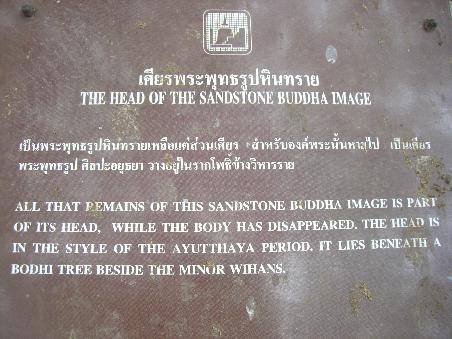 เศียรพระพุทธรูปหินทราย
THE HEAD OF THE SANDSTONE BUDDHA IMAGE
เป็นพระพุทธรูปหินทรายเหลือแต่ส่วนเศียร สำหรับองค์พระนั้นหายไป เป็นเศียร
พระพุทธรูป ศิลปะอยุธยา วางอยู่ในรากโพธิ์ข้างวิหารราย
ALL THAT REMAINS OF THIS SANDSTONE BUDDHA IMAGE IS PART
OF ITS HEAD, WHILE THE BODY HAS DISAPPEARED. THE HEAD IS
IN THE STYLE OF THE AYUTTHAYA PERIOD. IT LIES BENEATH A
BODHI TREE BESIDE THE MINOR WIHANS.